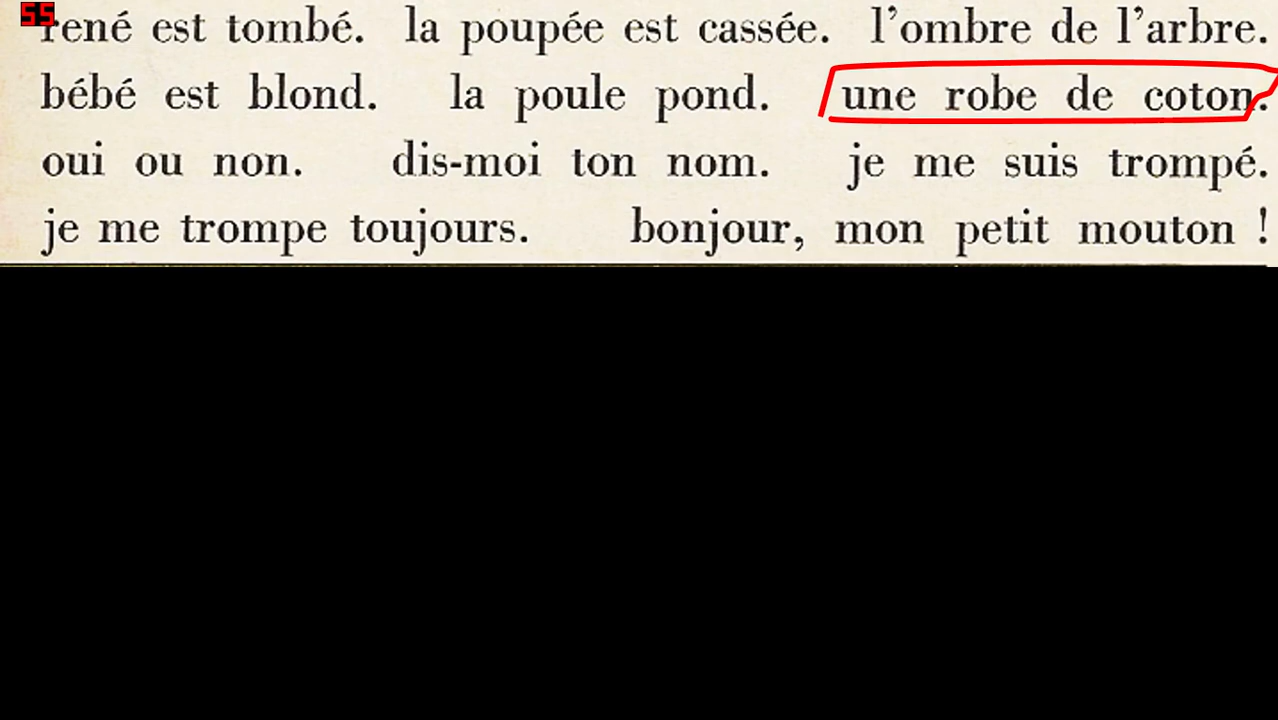 55
rené est tombé. la poupée est cassée. l’ombre de l’arbre.
bébé est blond. la poule pond. une robe de coton.
oui ou non. dis-moi ton nom. je me suis trompé.
je me trompe toujours. bonjour, mon petit mouton !